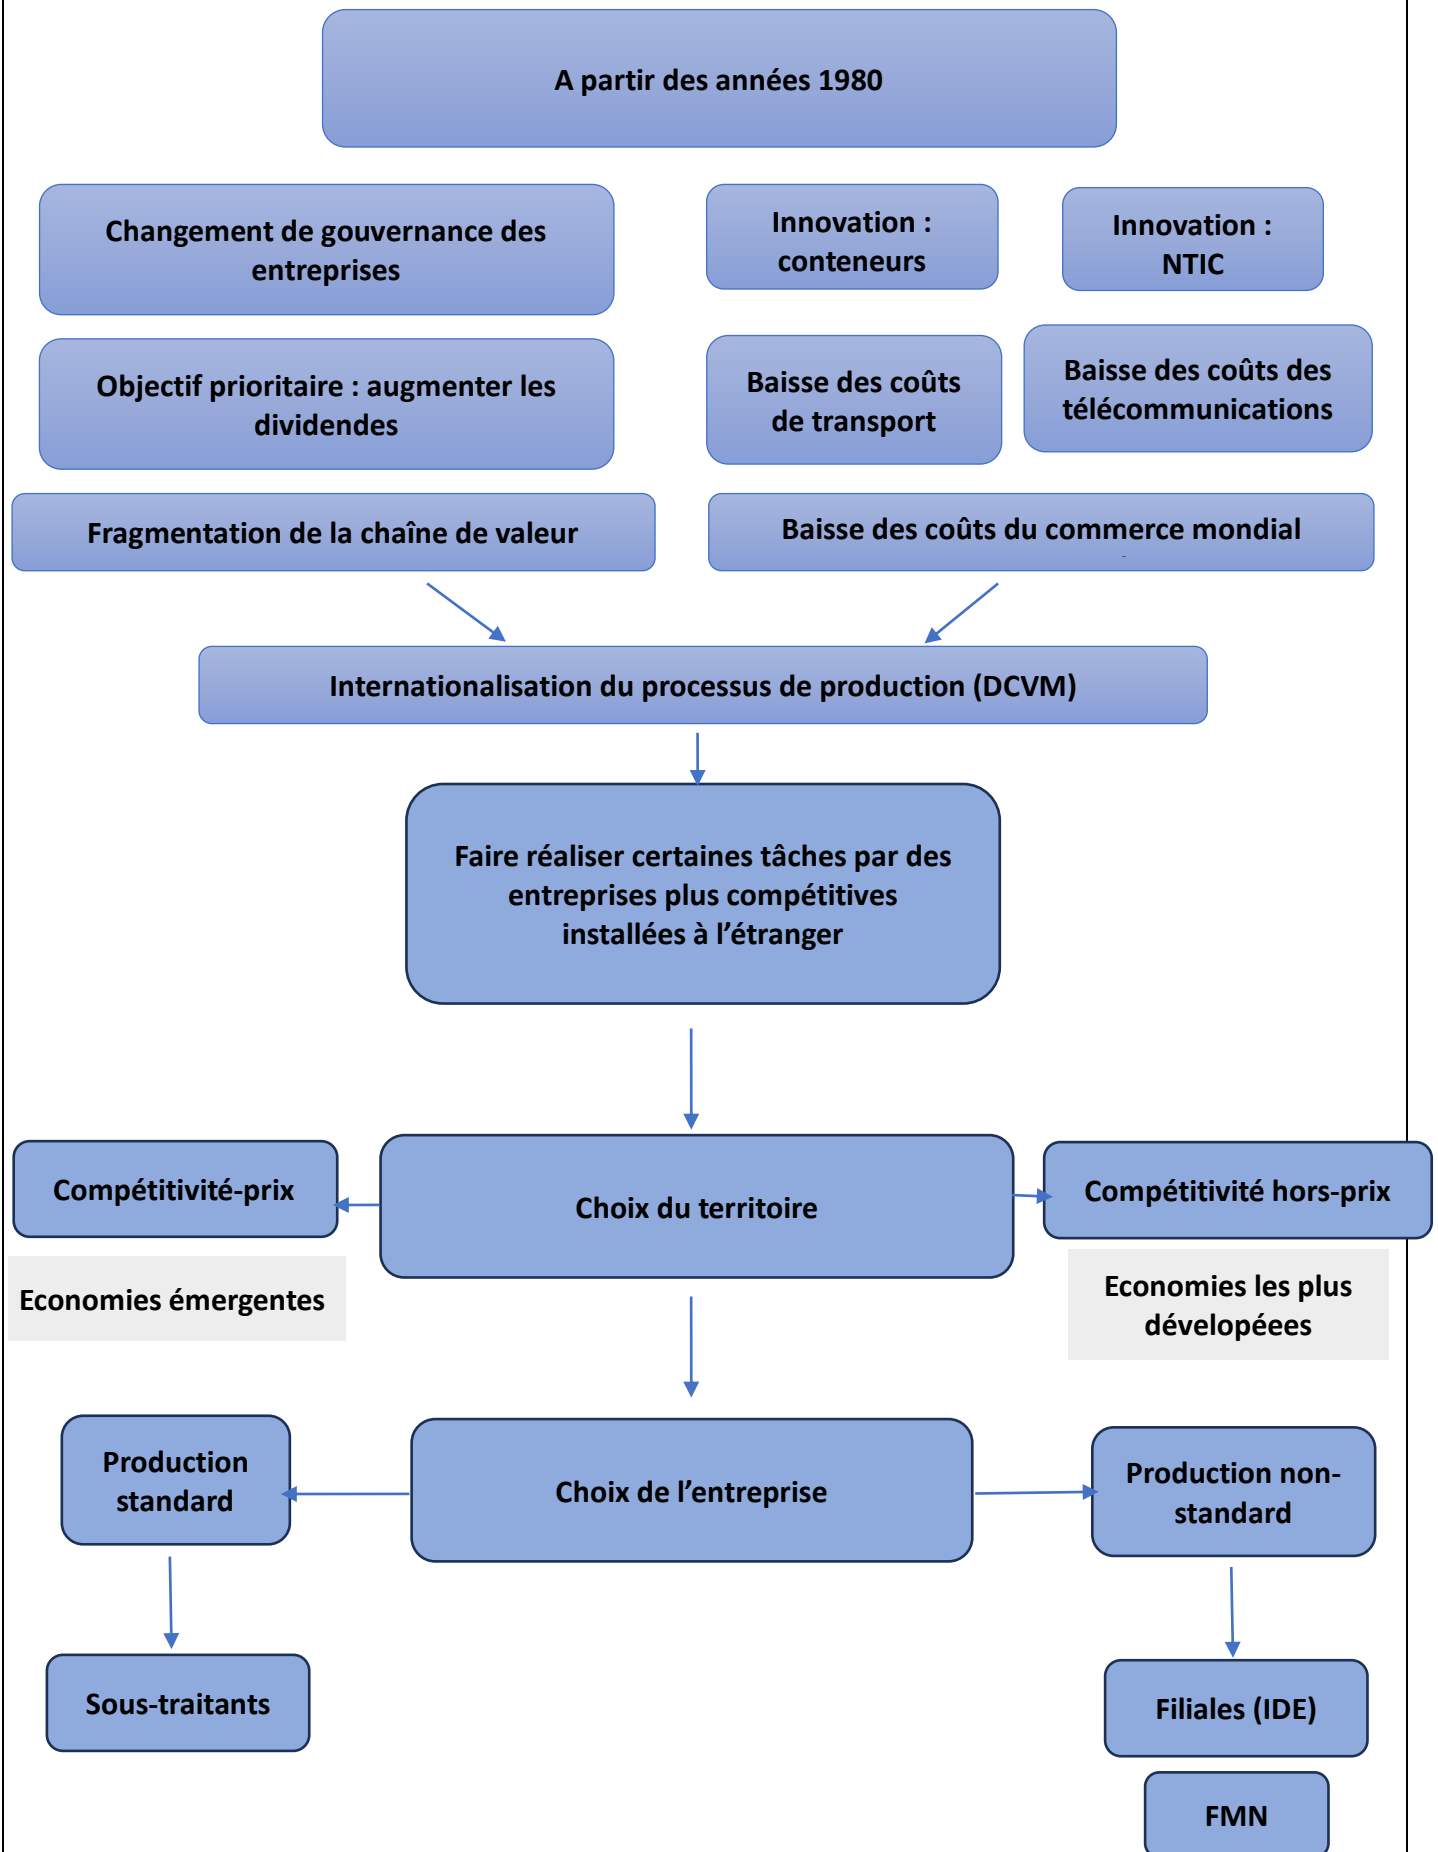 A partir des années 1980
Changement de gouvernance des
entreprises
Innovation :
conteneurs
Innovation :
NTIC
Objectif prioritaire : augmenter les
dividendes
Baisse des coûts
de transport
Baisse des coûts des
télécommunications
Fragmentation de la chaîne de valeur
Baisse des coûts du commerce mondial
Internationalisation du processus de production (DCVM)
Faire réaliser certaines tâches par des
entreprises plus compétitives
installées à l’étranger
Compétitivité-prix
Choix du territoire
Compétitivité hors-prix
Economies émergentes
Economies les plus
dévelopéees
Production
standard
Choix de l’entreprise
Production non-
standard
Sous-traitants
Filiales (IDE)
FMN